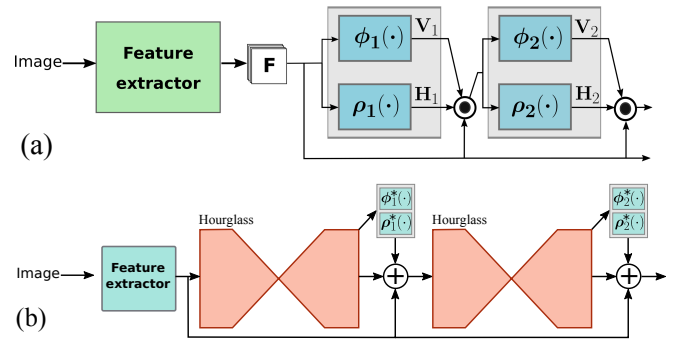 Image
Feature
extractor
F
ϕ₁(·)
V₁
ρ₁(·)
H₁
ϕ₂(·)
V₂
ρ₂(·)
H₂
(a)
Image
Feature
extractor
Hourglass
ϕ₁*(·)
ρ₁*(·)
Hourglass
ϕ₂*(·)
ρ₂*(·)
(b)